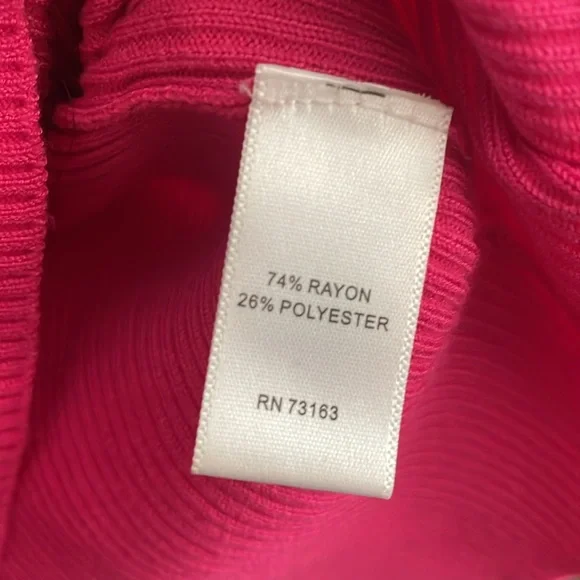 74% RAYON
26% POLYESTER
RN 73163